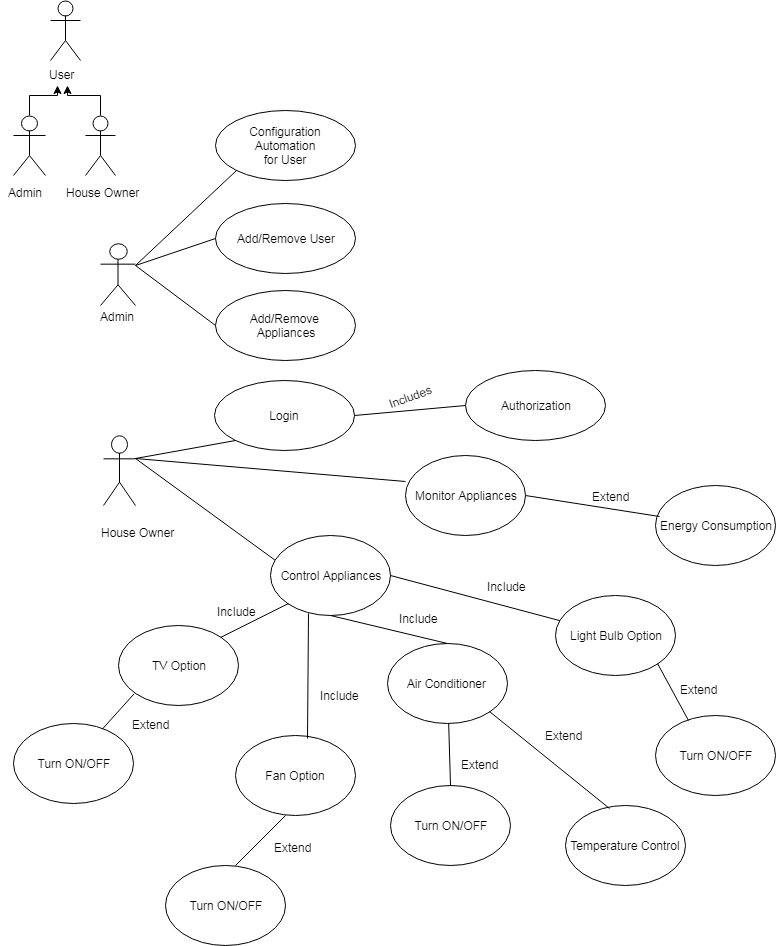 User
Admin
House Owner
Configuration
Automation
for User
Add/Remove User
Admin
Add/Remove
Appliances
Login
Includes
Authorization
House Owner
Monitor Appliances
Extend
Energy Consumption
Control Appliances
Include
Include
Include
Light Bulb Option
TV Option
Air Conditioner
Extend
Include
Extend
Turn ON/OFF
Extend
Turn ON/OFF
Extend
Fan Option
Turn ON/OFF
Extend
Temperature Control
Turn ON/OFF